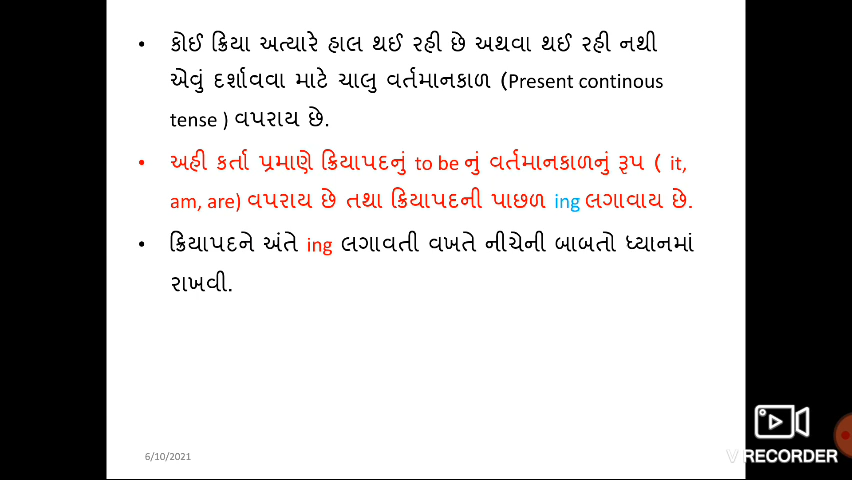 • કોઈ ક્રિયા અત્યારે હાલ થઈ રહી છે અથવા થઈ રહી નથી
એવું દર્શાવવા માટે ચાલુ વર્તમાનકાળ (Present continous
tense ) વપરાય છે.
• અહી કર્તા પ્રમાણે ક્રિયાપદનું to be નું વર્તમાનકાળનું રૂપ ( it,
am, are) વપરાય છે તથા ક્રિયાપદની પાછળ ing લગાવાય છે.
• ક્રિયાપદને અંતે ing લગાવતી વખતે નીચેની બાબતો ધ્યાનમાં
રાખવી.
6/10/2021
V RECORDER